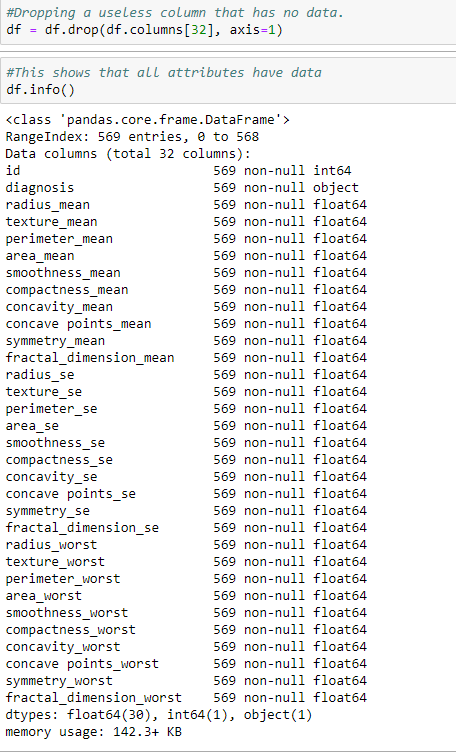 #Dropping a useless column that has no data.
df = df.drop(df.columns[32], axis=1)
#This shows that all attributes have data
df.info()
<class 'pandas.core.frame.DataFrame'>
RangeIndex: 569 entries, 0 to 568
Data columns (total 32 columns):
id                         569 non-null int64
diagnosis                  569 non-null object
radius_mean                569 non-null float64
texture_mean               569 non-null float64
perimeter_mean             569 non-null float64
area_mean                  569 non-null float64
smoothness_mean            569 non-null float64
compactness_mean           569 non-null float64
concavity_mean             569 non-null float64
concave points_mean        569 non-null float64
symmetry_mean              569 non-null float64
fractal_dimension_mean     569 non-null float64
radius_se                  569 non-null float64
texture_se                 569 non-null float64
perimeter_se               569 non-null float64
area_se                    569 non-null float64
smoothness_se              569 non-null float64
compactness_se             569 non-null float64
concavity_se               569 non-null float64
concave points_se          569 non-null float64
symmetry_se                569 non-null float64
fractal_dimension_se       569 non-null float64
radius_worst               569 non-null float64
texture_worst              569 non-null float64
perimeter_worst            569 non-null float64
area_worst                 569 non-null float64
smoothness_worst           569 non-null float64
compactness_worst          569 non-null float64
concavity_worst            569 non-null float64
concave points_worst       569 non-null float64
symmetry_worst             569 non-null float64
fractal_dimension_worst    569 non-null float64
dtypes: float64(30), int64(1), object(1)
memory usage: 142.3+ KB